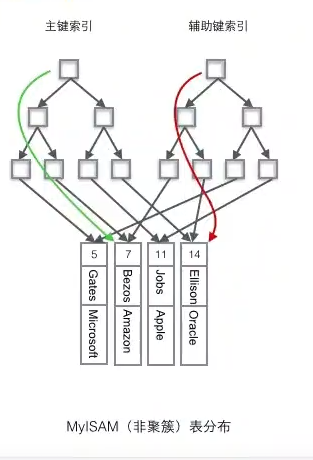 主键索引
辅助键索引
5
7
11
14
Gates
Bezos
Jobs
Ellison
Microsoft
Amazon
Apple
Oracle
MyISAM（非聚簇）表分布